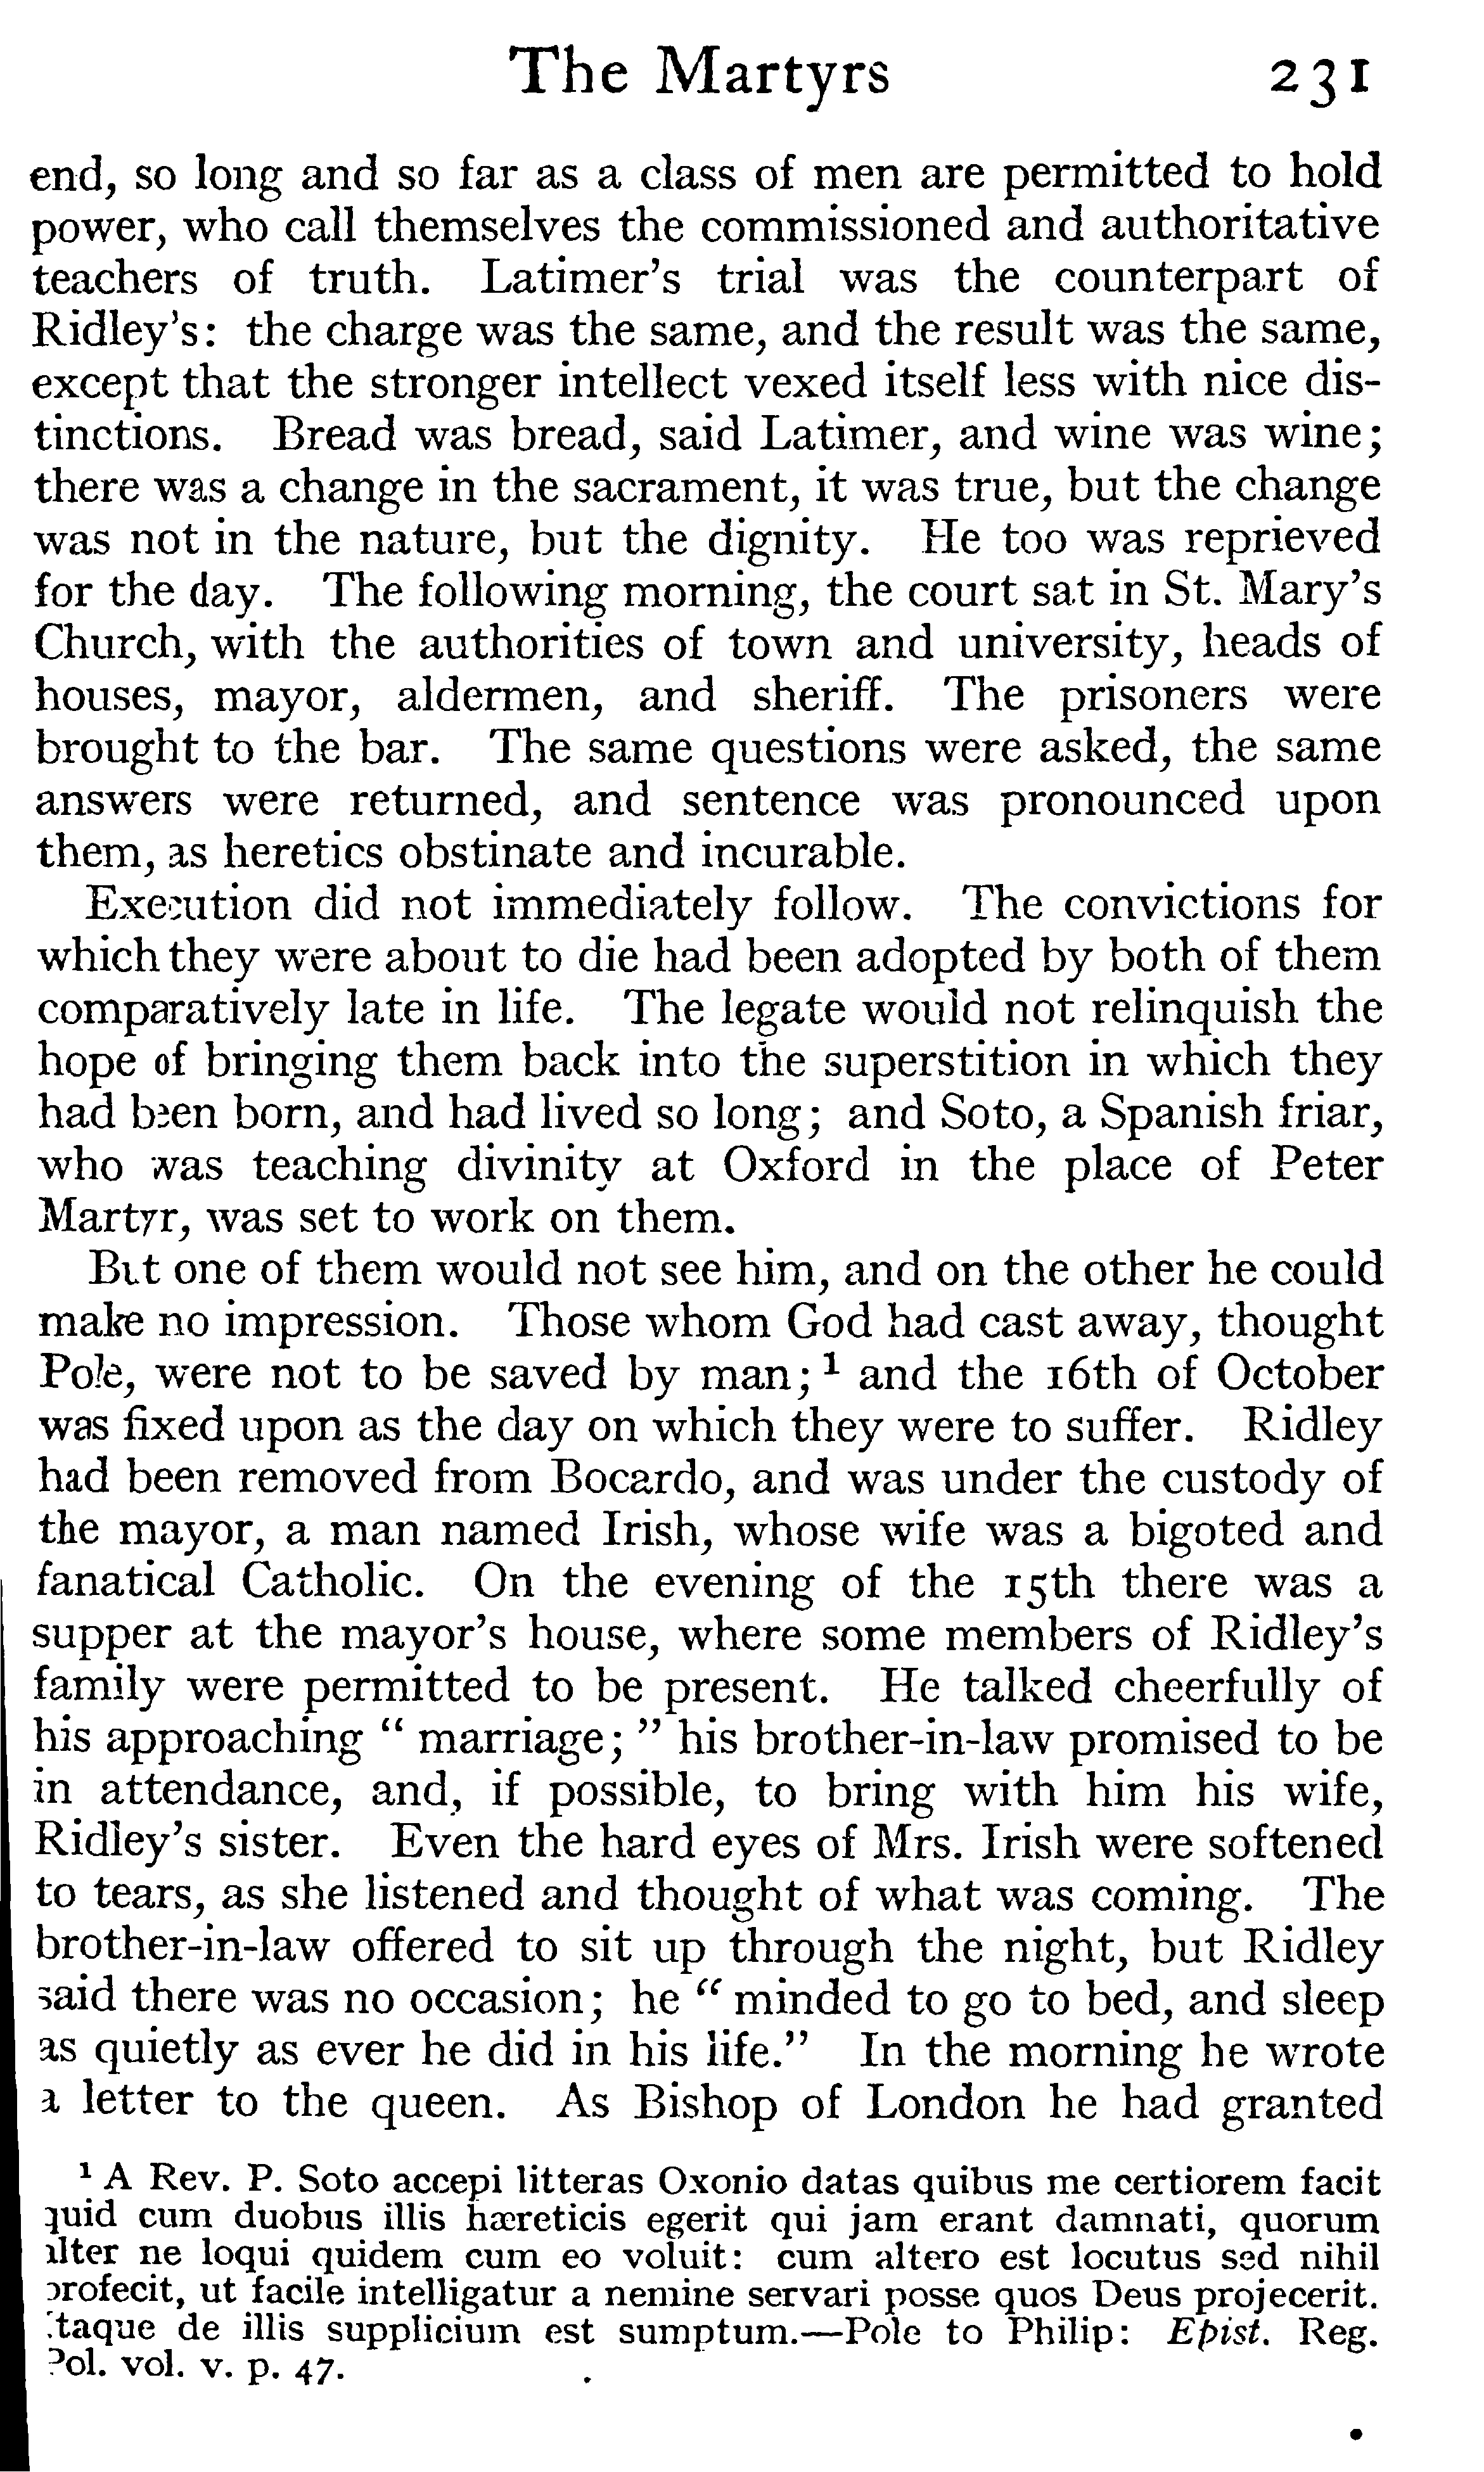 The Martyrs 231
end, so long and so far as a class of men are permitted to hold
power, who call themselves the commissioned and authoritative
teachers of truth. Latimer's trial was the counterpart of
Ridley's: the charge was the same, and the result was the same,
except that the stronger intellect vexed itself less with nice dis-
tinctions. Bread was bread, said Latimer, and wine was wine;
there was a change in the sacrament, it was true, but the change
was not in the nature, but the dignity. He too was reprieved
for the day. The following morning, the court sat in St. Mary's
Church, with the authorities of town and university, heads of
houses, mayor, aldermen, and sheriff. The prisoners were
brought to the bar. The same questions were asked, the same
answers were returned, and sentence was pronounced upon
them, as heretics obstinate and incurable.
Execution did not immediately follow. The convictions for
which they were about to die had been adopted by both of them
comparatively late in life. The legate would not relinquish the
hope of bringing them back into the superstition in which they
had been born, and had lived so long; and Soto, a Spanish friar,
who was teaching divinity at Oxford in the place of Peter
Martyr, was set to work on them.
But one of them would not see him, and on the other he could
make no impression. Those whom God had cast away, thought
Pole, were not to be saved by man; ¹ and the 16th of October
was fixed upon as the day on which they were to suffer. Ridley
had been removed from Bocardo, and was under the custody of
the mayor, a man named Irish, whose wife was a bigoted and
fanatical Catholic. On the evening of the 15th there was a
supper at the mayor's house, where some members of Ridley's
family were permitted to be present. He talked cheerfully of
his approaching " marriage; " his brother-in-law promised to be
in attendance, and, if possible, to bring with him his wife,
Ridley's sister. Even the hard eyes of Mrs. Irish were softened
to tears, as she listened and thought of what was coming. The
brother-in-law offered to sit up through the night, but Ridley
said there was no occasion; he " minded to go to bed, and sleep
as quietly as ever he did in his life." In the morning he wrote
a letter to the queen. As Bishop of London he had granted
¹ A Rev. P. Soto accepi litteras Oxonio datas quibus me certiorem facit
quid cum duobus illis hæreticis egerit qui jam erant damnati, quorum
alter ne loqui quidem cum eo voluit: cum altero est locutus sed nihil
profecit, ut facile intelligatur a nemine servari posse quos Deus projecerit.
Itaque de illis supplicium est sumptum.—Pole to Philip: Epist. Reg.
Pol. vol. v. p. 47.